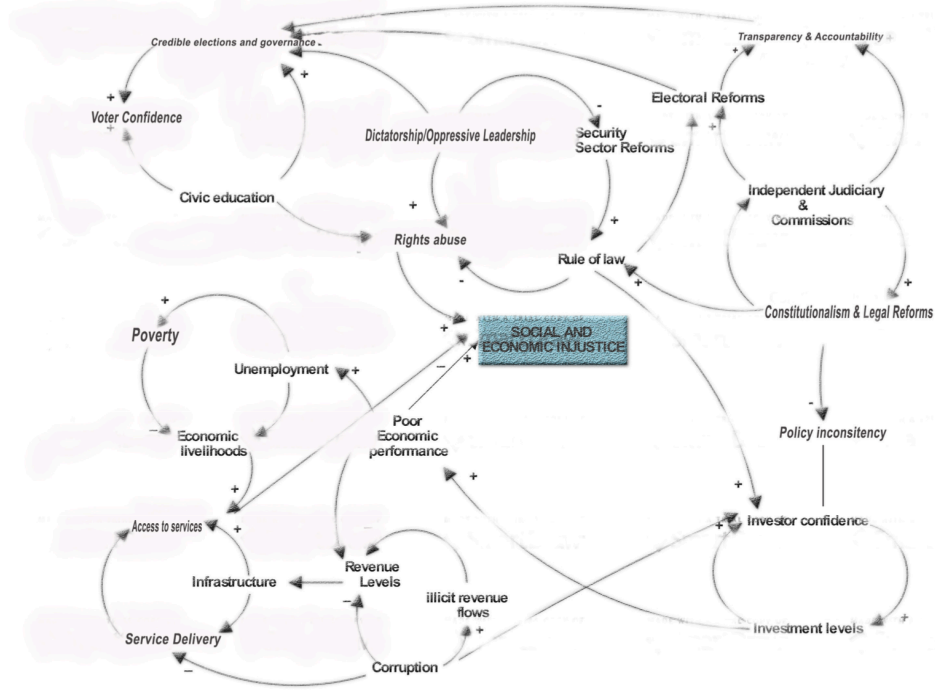 Transparency & Accountability
Credible elections and governance
Electoral Reforms
Voter Confidence
Dictatorship/Oppressive Leadership
Security
Sector Reforms
Civic education
Independent Judiciary
&
Commissions
Rights abuse
Rule of law
Constitutionalism & Legal Reforms
SOCIAL AND
ECONOMIC INJUSTICE
Poverty
Unemployment
Poor
Economic
performance
Economic
livelihoods
Policy inconsitency
Access to services
Investor confidence
Revenue
Levels
Infrastructure
illicit revenue
flows
Service Delivery
Investment levels
Corruption